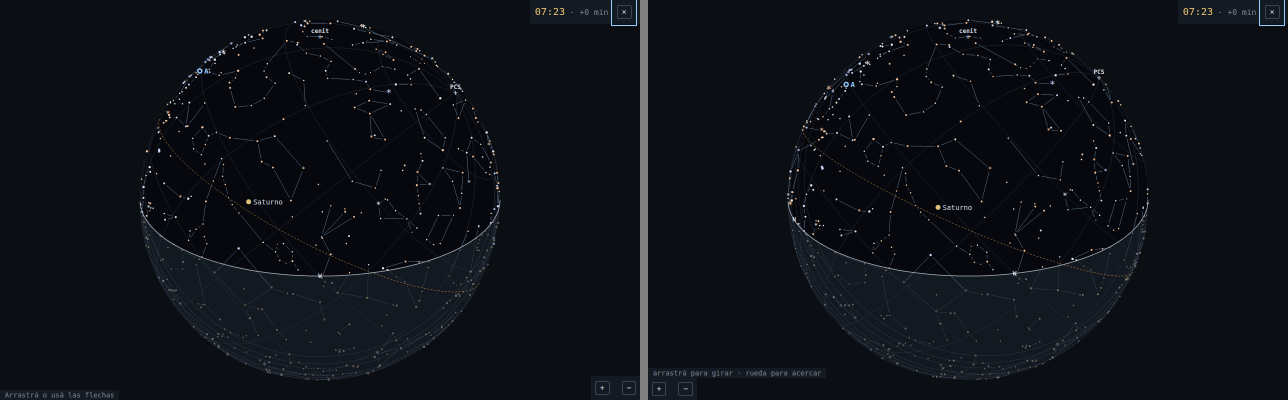 07:23 · +0 min ×
cenit
A
PCS
Saturno
W
+ −
Arrastrá o usá las flechas
07:23 · +0 min ×
cenit
PCS
A
N
Saturno
W
arrastrá para girar · rueda para acercar
+ −